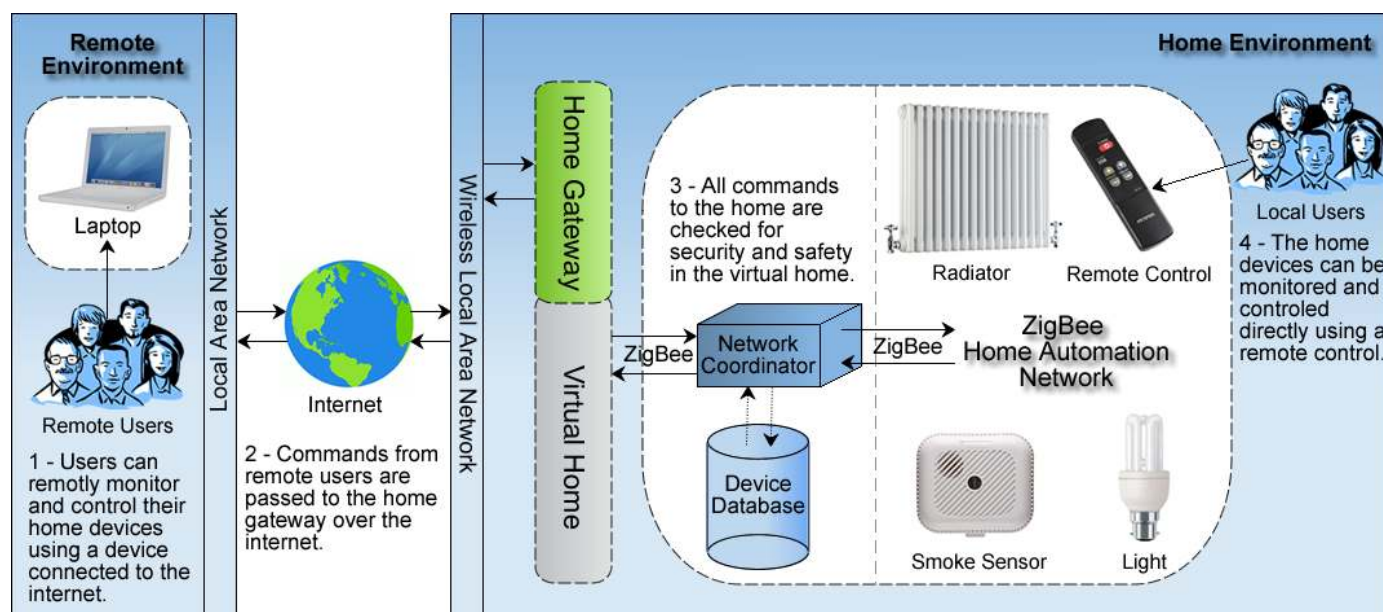 Remote
Environment
Laptop
Remote Users
1 - Users can
remotly monitor
and control their
home devices
using a device
connected to the
internet.
Local Area Network
Internet
2 - Commands from
remote users are
passed to the home
gateway over the
internet.
Wireless Local Area Network
Home Gateway
Virtual Home
3 - All commands
to the home are
checked for
security and safety
in the virtual home.
ZigBee
Network
Coordinator
ZigBee
Device
Database
Home Environment
Radiator
Remote Control
ZigBee
Home Automation
Network
Smoke Sensor
Light
Local Users
4 - The home
devices can be
monitored and
controled
directly using a
remote control.